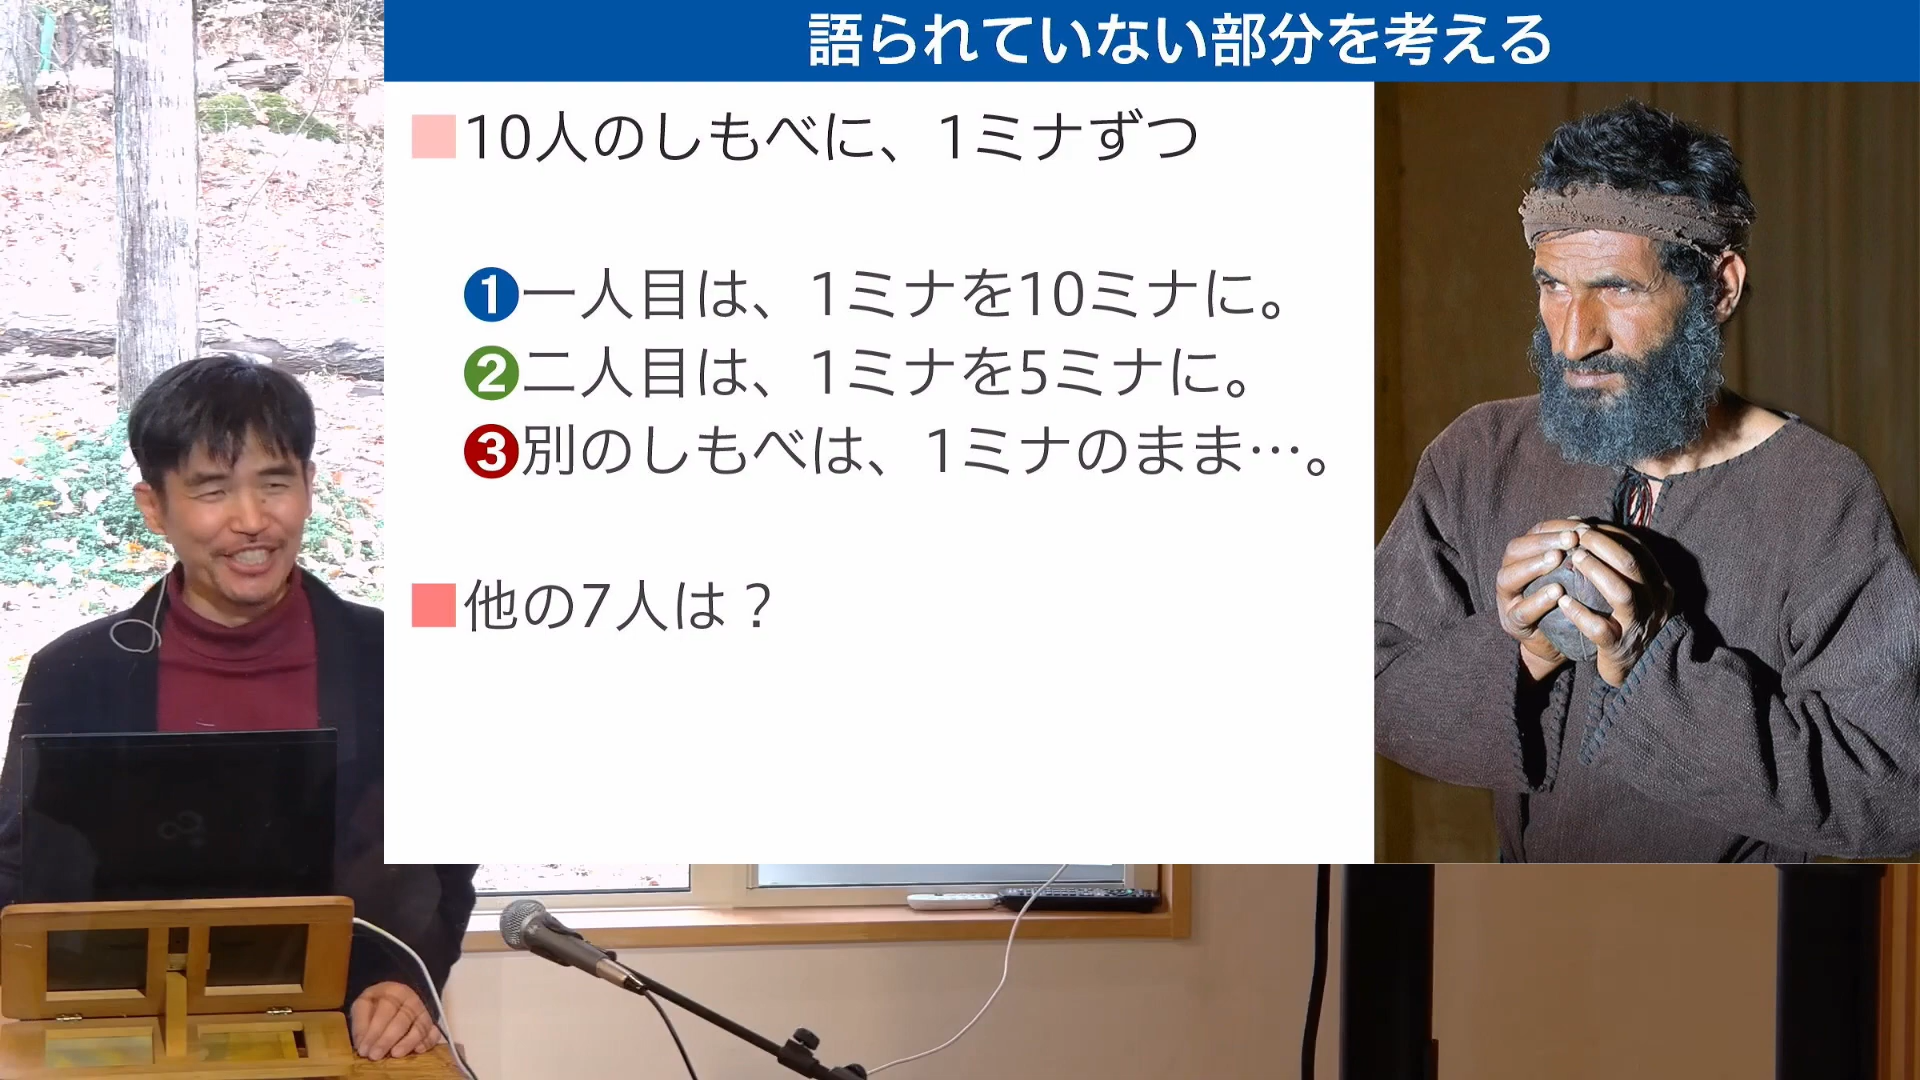 語られていない部分を考える
■10人のしもべに、1ミナずつ
❶一人目は、1ミナを10ミナに。
❷二人目は、1ミナを5ミナに。
❸別のしもべは、1ミナのまま…。
■他の7人は？